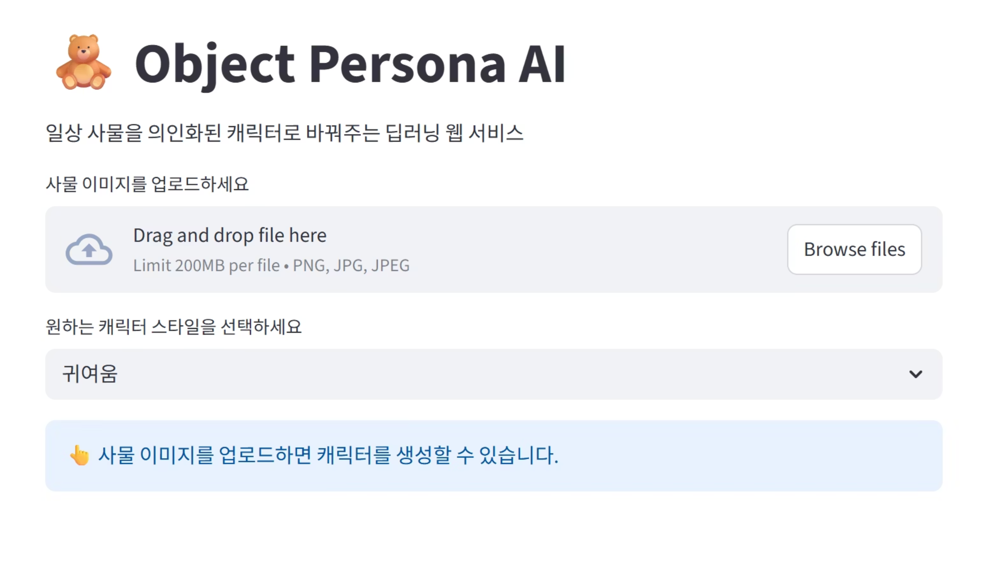 Object Persona AI
일상 사물을 의인화된 캐릭터로 바꿔주는 딥러닝 웹 서비스
사물 이미지를 업로드하세요
Drag and drop file here
Limit 200MB per file • PNG, JPG, JPEG
Browse files
원하는 캐릭터 스타일을 선택하세요
귀여움
👆 사물 이미지를 업로드하면 캐릭터를 생성할 수 있습니다.